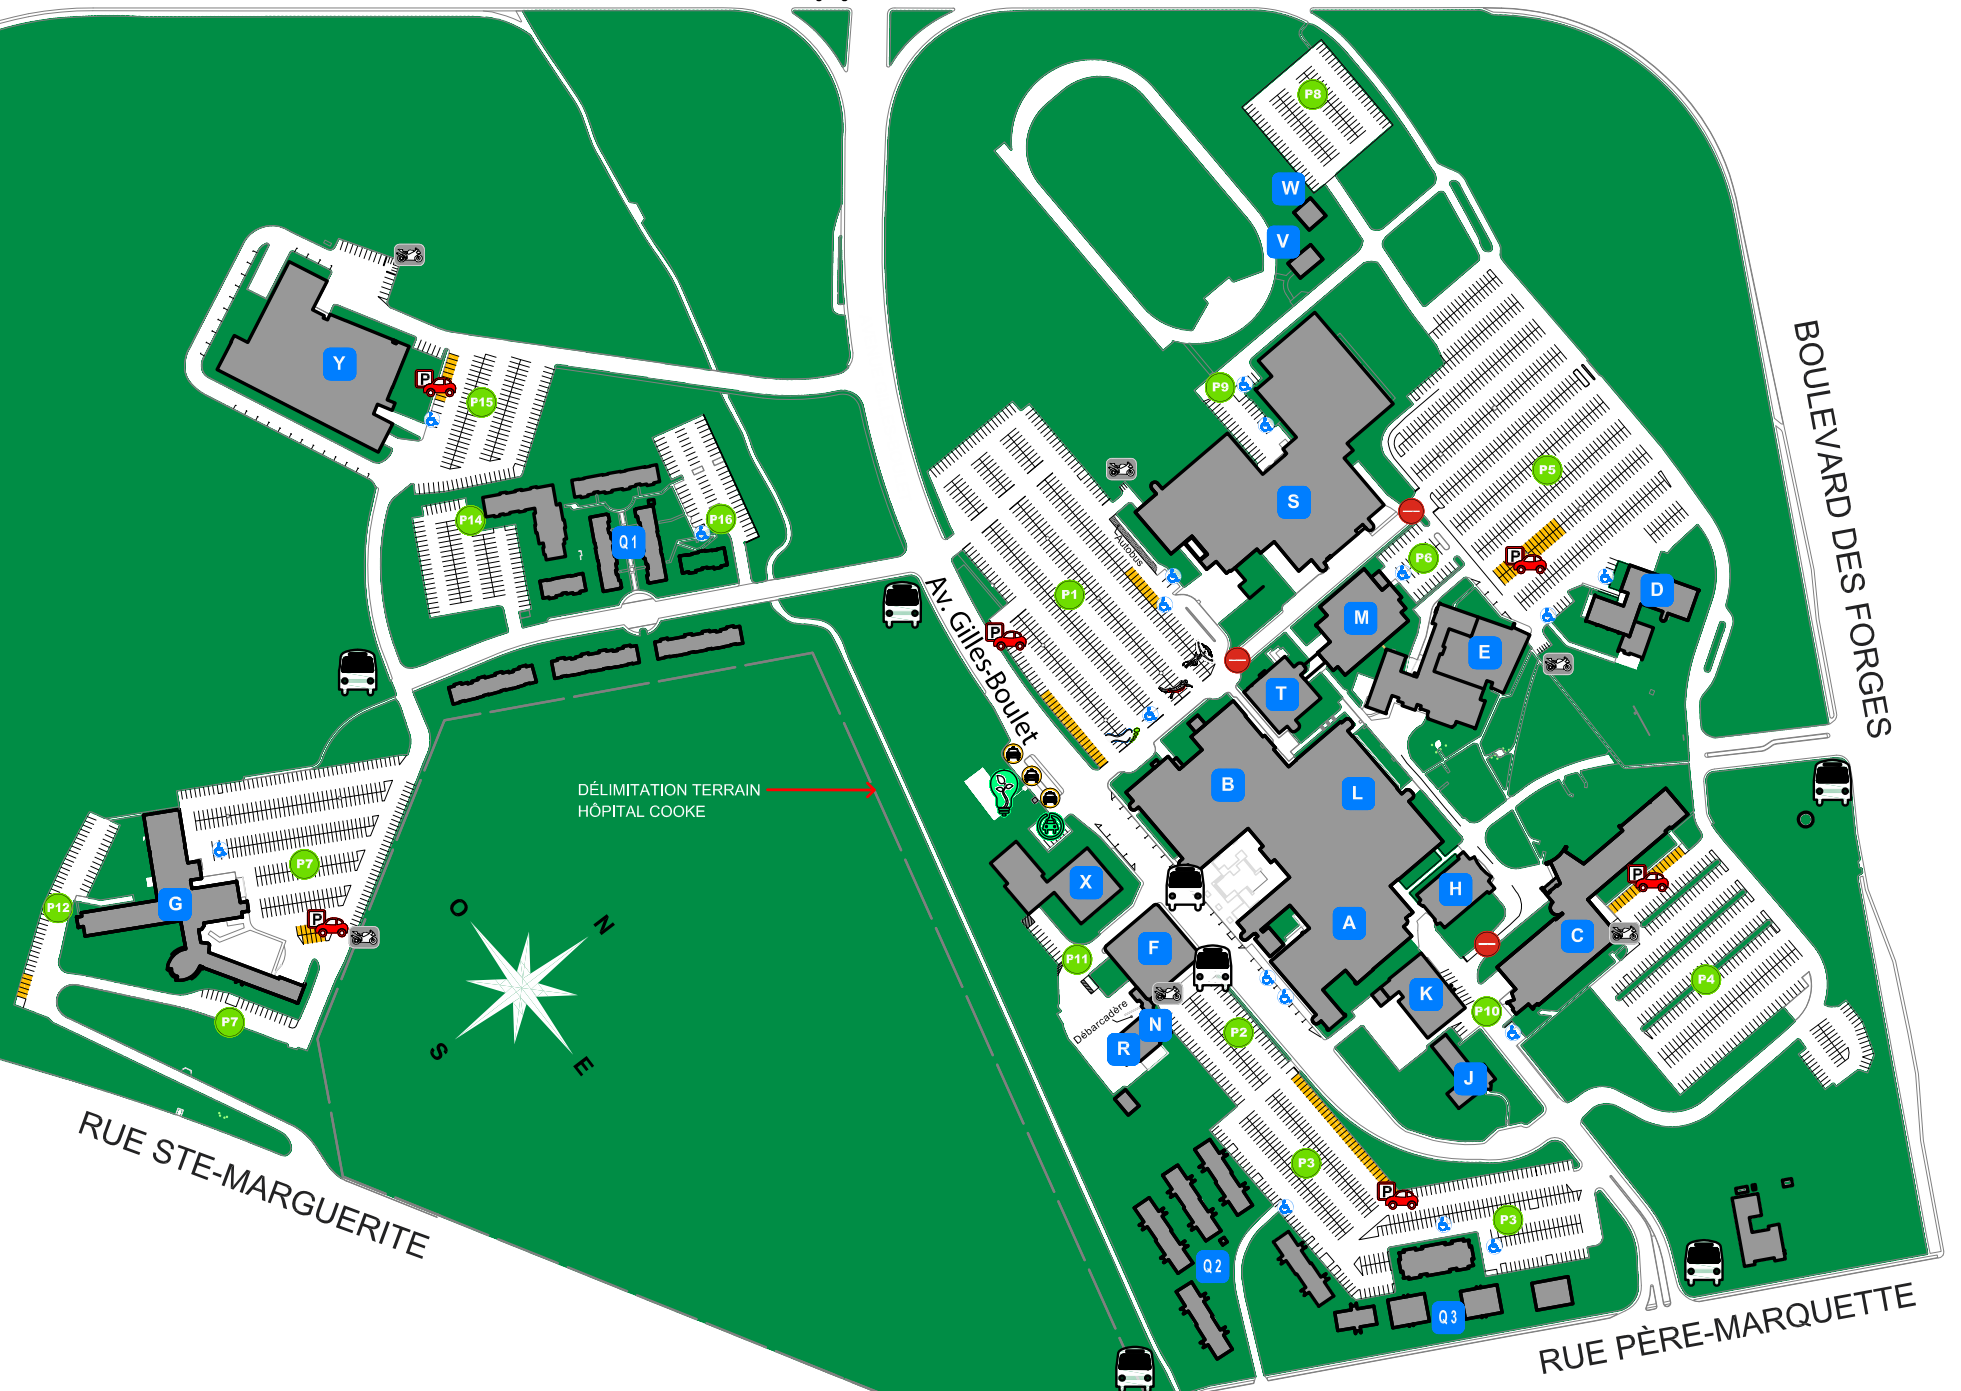 P8
W
V
Y
P
P15
P9
P5
S
P14
P16
Q1
P6
Autobus
P
P1
D
M
E
P
T
Av. Gilles-Boulet
BOULEVARD DES FORGES
DÉLIMITATION TERRAIN
HÔPITAL COOKE
B
L
P7
G
P12
P
X
H
P
A
C
F
P11
O
N
S
E
P4
K
P10
Débarcadère
N
R
P2
P7
J
RUE STE-MARGUERITE
P3
P
P3
Q2
Q3
RUE PÈRE-MARQUETTE